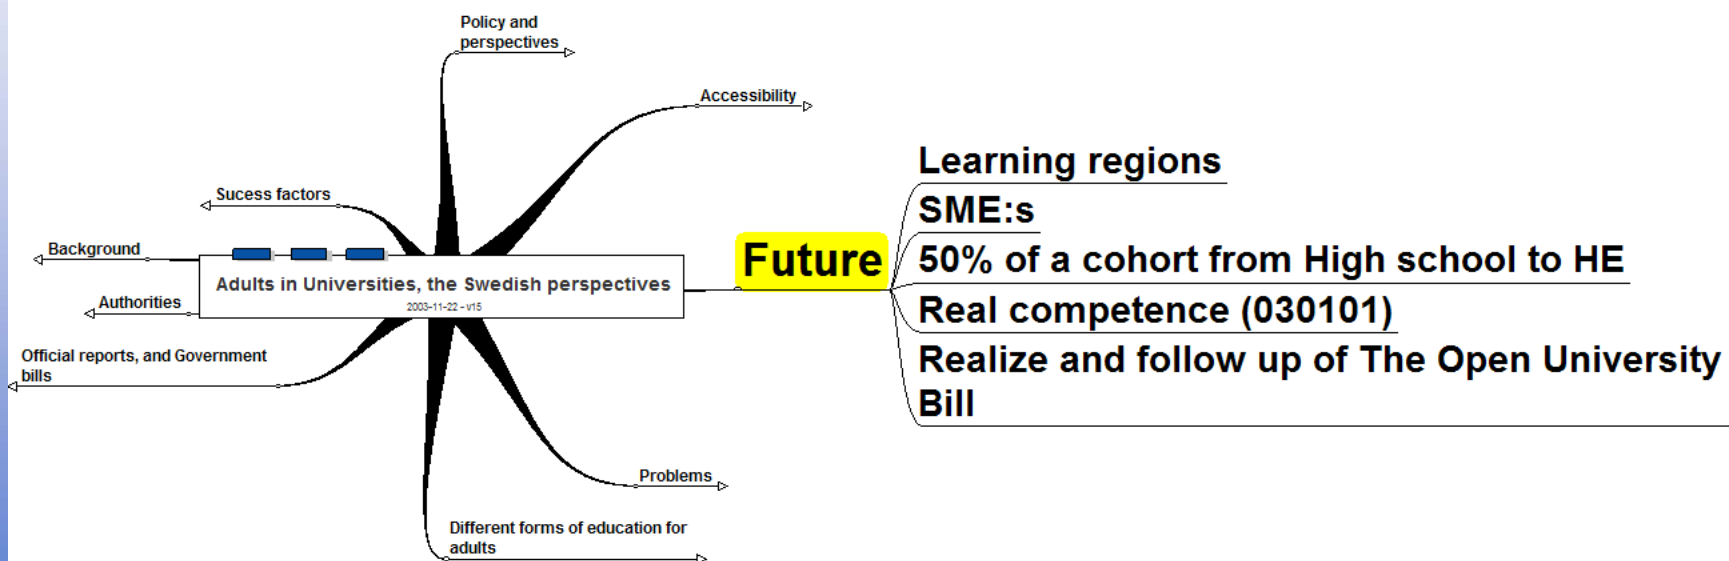 Policy and
perspectives
Accessibility
Sucess factors
Background
Authorities
Official reports, and Government
bills
Adults in Universities, the Swedish perspectives
2003-11-22 - v15
Future
Learning regions
SME:s
50% of a cohort from High school to HE
Real competence (030101)
Realize and follow up of The Open University
Bill
Problems
Different forms of education for
adults